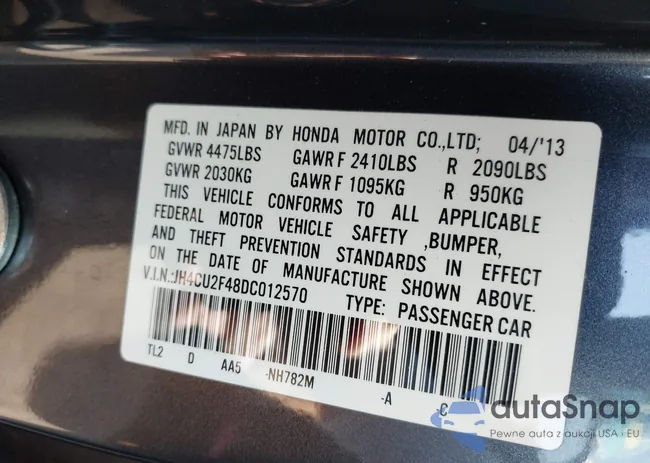 MFD. IN JAPAN BY HONDA MOTOR CO.,LTD; 04/'13
GVWR 4475LBS GAWR F 2410LBS R 2090LBS
GVWR 2030KG GAWR F 1095KG R 950KG
THIS VEHICLE CONFORMS TO ALL APPLICABLE
FEDERAL MOTOR VEHICLE SAFETY ,BUMPER,
AND THEFT PREVENTION STANDARDS IN EFFECT
ON THE DATE OF MANUFACTURE SHOWN ABOVE.
V.I.N.:JH4CU2F48DC012570 TYPE: PASSENGER CAR
TL2 D AA5 -NH782M -A C
autaSnap
Pewne auta z aukcji USA i EU